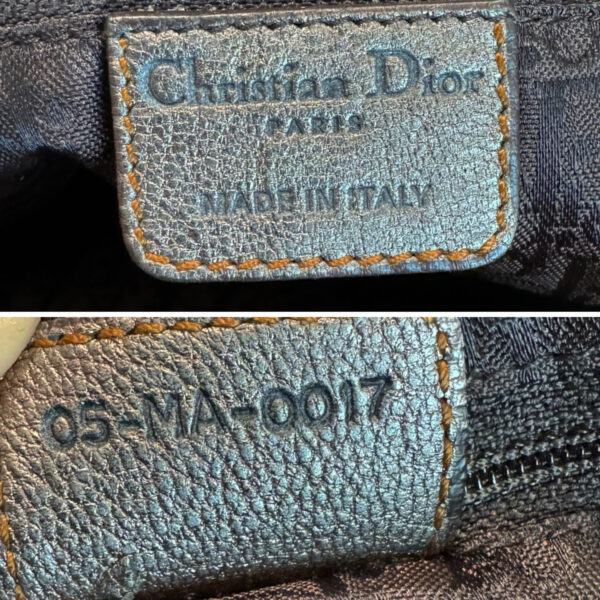 Christian Dior
PARIS
MADE IN ITALY
05-MA-0017